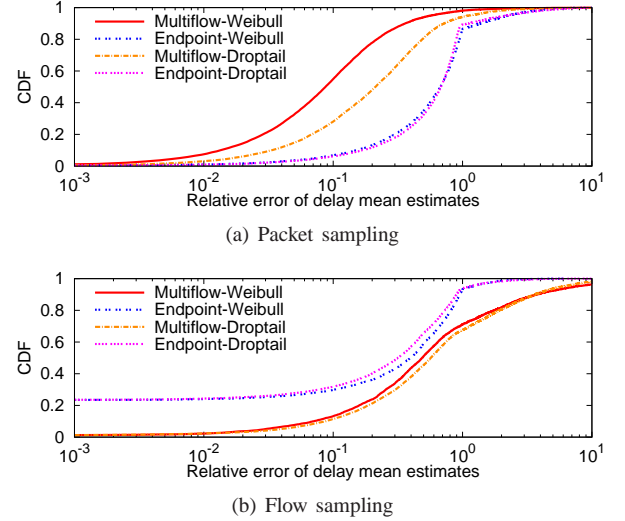 Multiflow-Weibull
Endpoint-Weibull
Multiflow-Droptail
Endpoint-Droptail
CDF
1
0.8
0.6
0.4
0.2
0
10^-3 10^-2 10^-1 10^0 10^1
Relative error of delay mean estimates
(a) Packet sampling
Multiflow-Weibull
Endpoint-Weibull
Multiflow-Droptail
Endpoint-Droptail
CDF
1
0.8
0.6
0.4
0.2
0
10^-3 10^-2 10^-1 10^0 10^1
Relative error of delay mean estimates
(b) Flow sampling